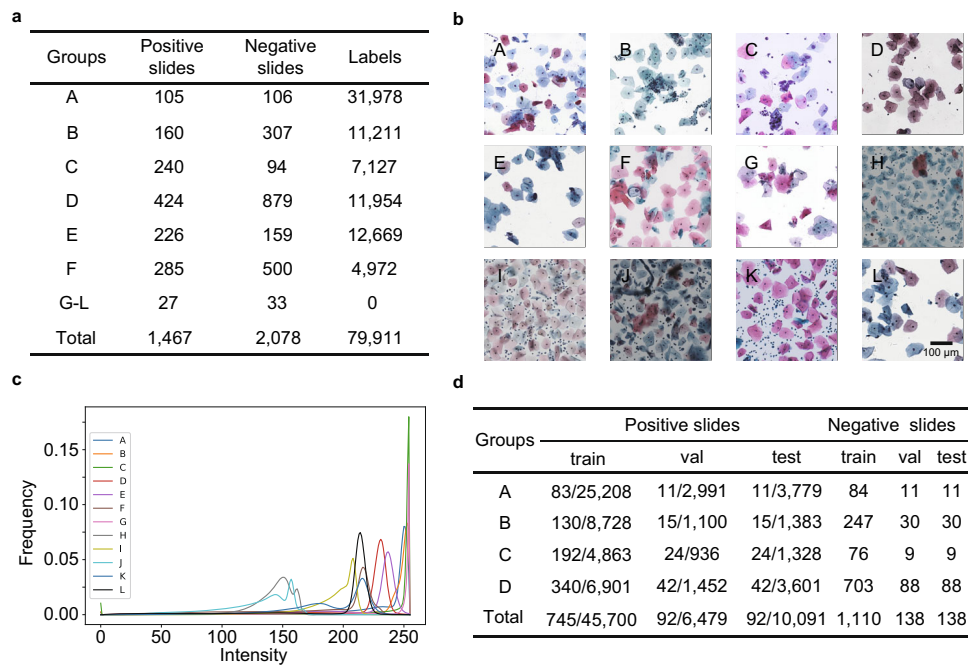 a
Groups Positive slides Negative slides Labels
A 105 106 31,978
B 160 307 11,211
C 240 94 7,127
D 424 879 11,954
E 226 159 12,669
F 285 500 4,972
G-L 27 33 0
Total 1,467 2,078 79,911
b
A B C D
E F G H
I J K L
100 µm
c
Frequency
0.15
0.10
0.05
0.00
A
B
C
D
E
F
G
H
I
J
K
L
0 50 100 150 200 250
Intensity
d
Groups Positive slides Negative slides
train val test train val test
A 83/25,208 11/2,991 11/3,779 84 11 11
B 130/8,728 15/1,100 15/1,383 247 30 30
C 192/4,863 24/936 24/1,328 76 9 9
D 340/6,901 42/1,452 42/3,601 703 88 88
Total 745/45,700 92/6,479 92/10,091 1,110 138 138